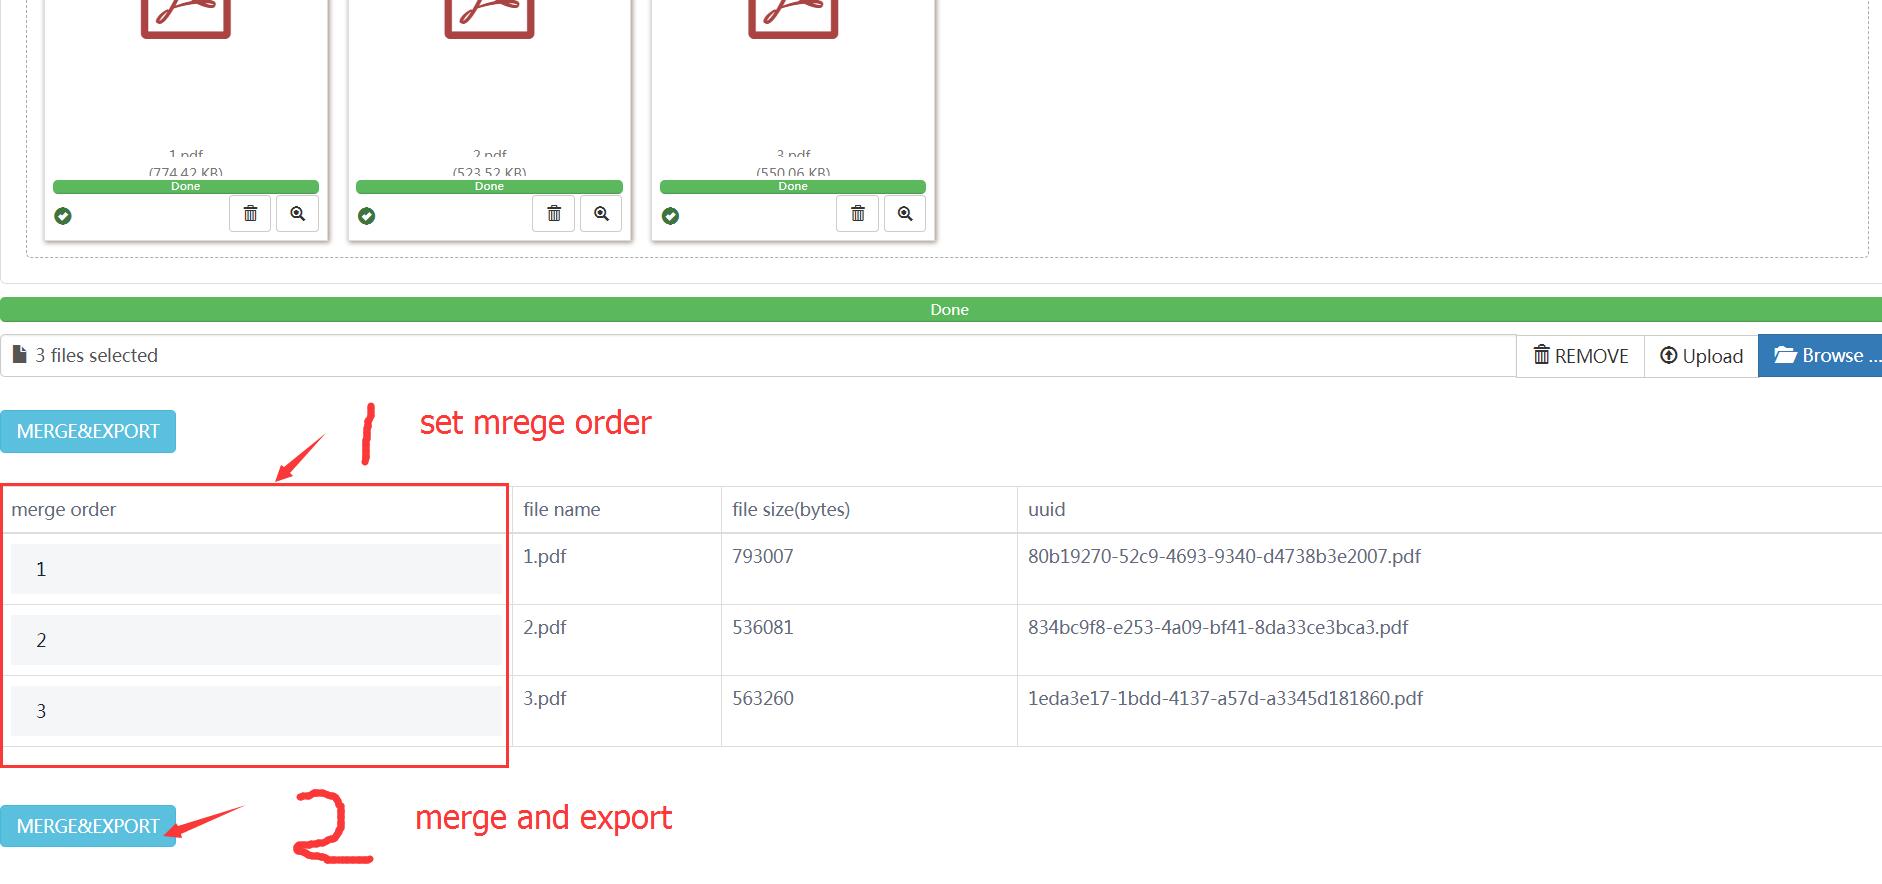 1.pdf 2.pdf 3.pdf
(774.42 KB) (523.52 KB) (550.06 KB)
Done Done Done
Done
3 files selected REMOVE Upload Browse ...
1 set mrege order
MERGE&EXPORT
merge order file name file size(bytes) uuid
1 1.pdf 793007 80b19270-52c9-4693-9340-d4738b3e2007.pdf
2 2.pdf 536081 834bc9f8-e253-4a09-bf41-8da33ce3bca3.pdf
3 3.pdf 563260 1eda3e17-1bdd-4137-a57d-a3345d181860.pdf
MERGE&EXPORT 2 merge and export